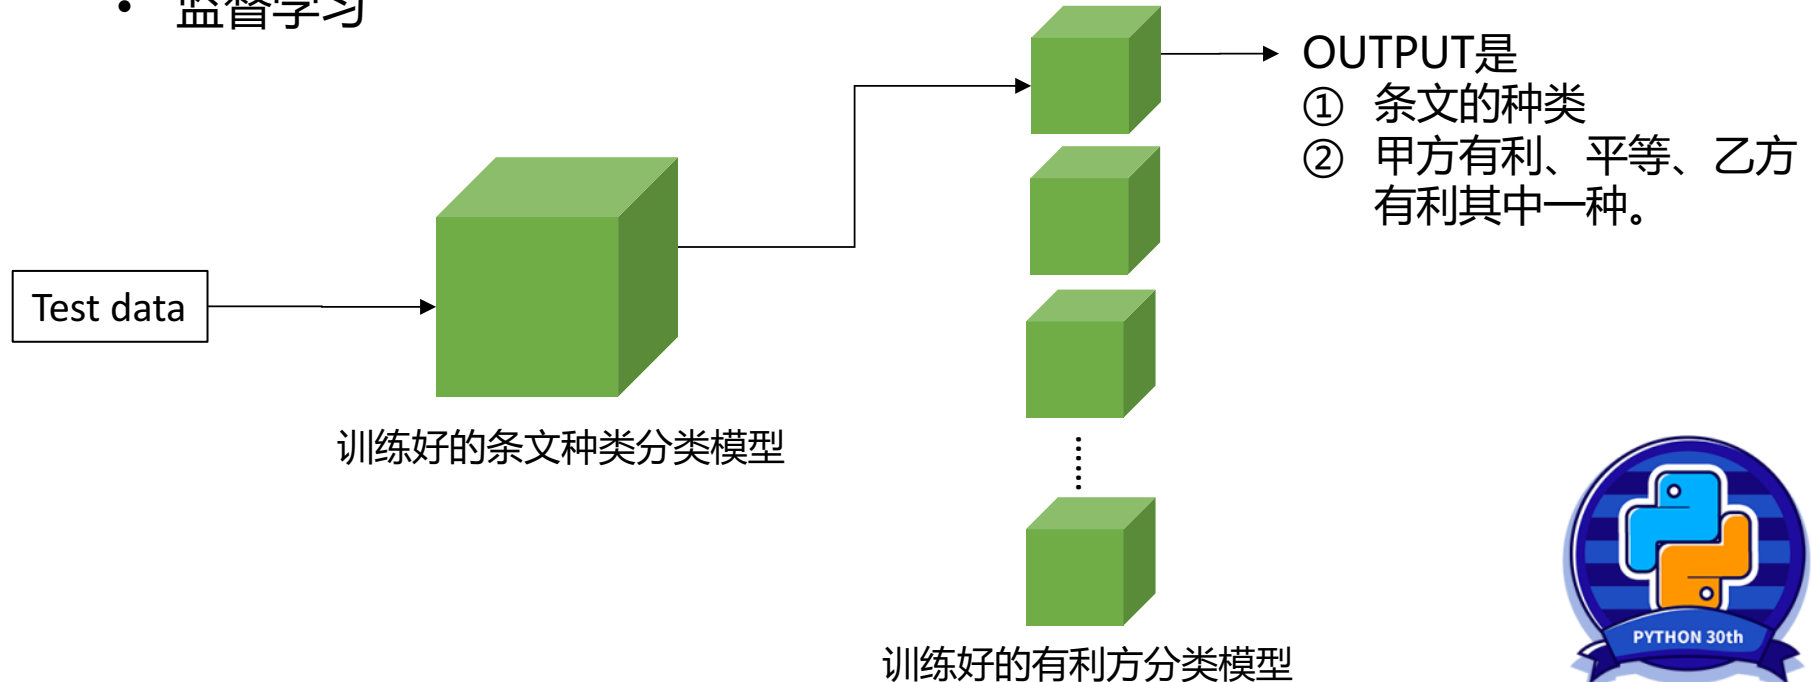 • 监督学习
OUTPUT是
① 条文的种类
② 甲方有利、平等、乙方
有利其中一种。
Test data
训练好的条文种类分类模型
......
训练好的有利方分类模型
PYTHON 30th